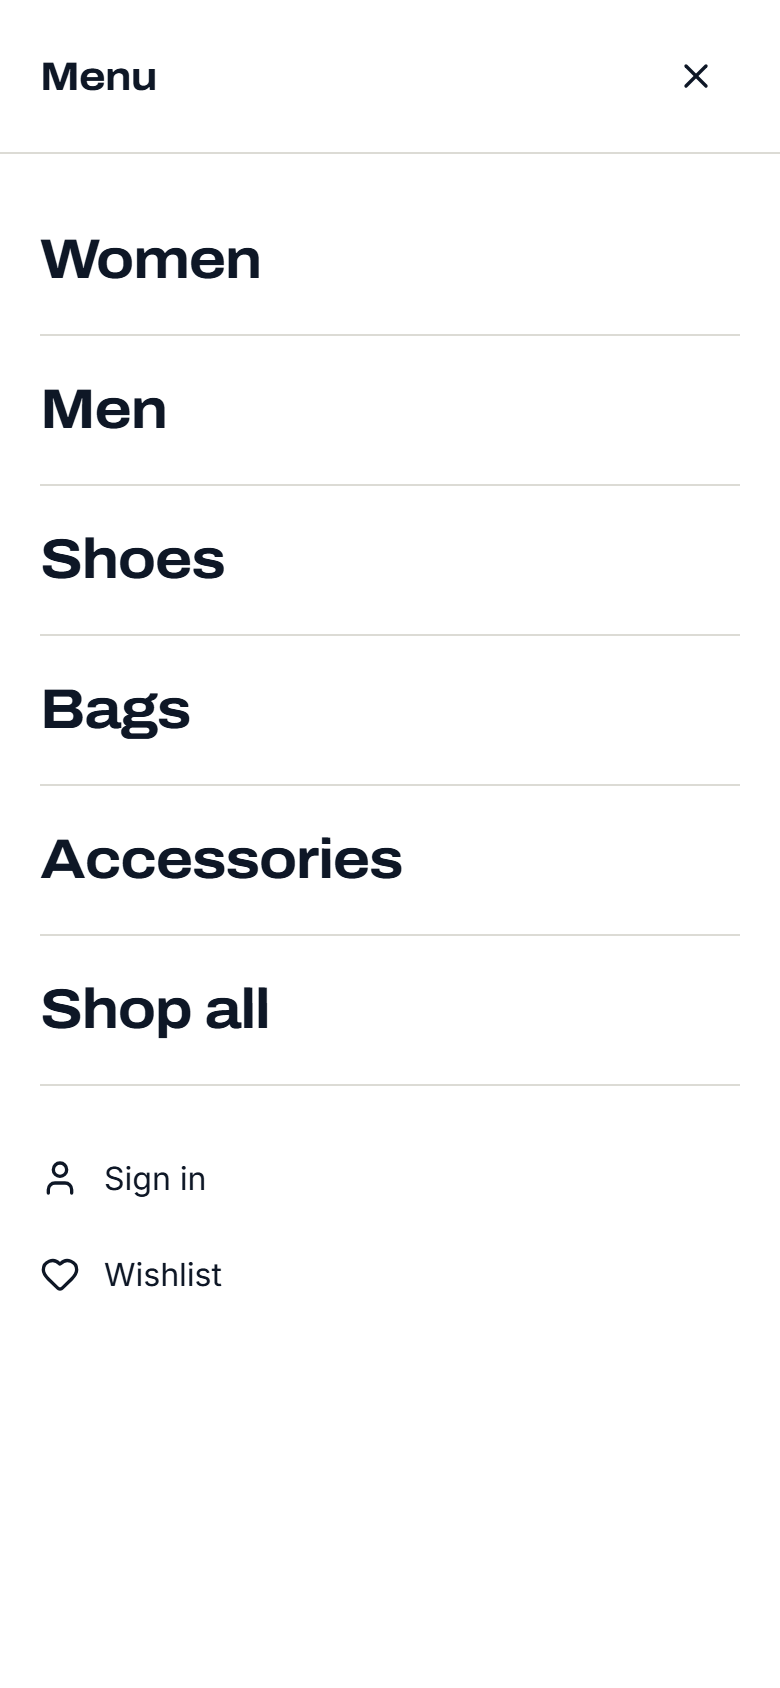 Menu
Women
Men
Shoes
Bags
Accessories
Shop all
Sign in
Wishlist